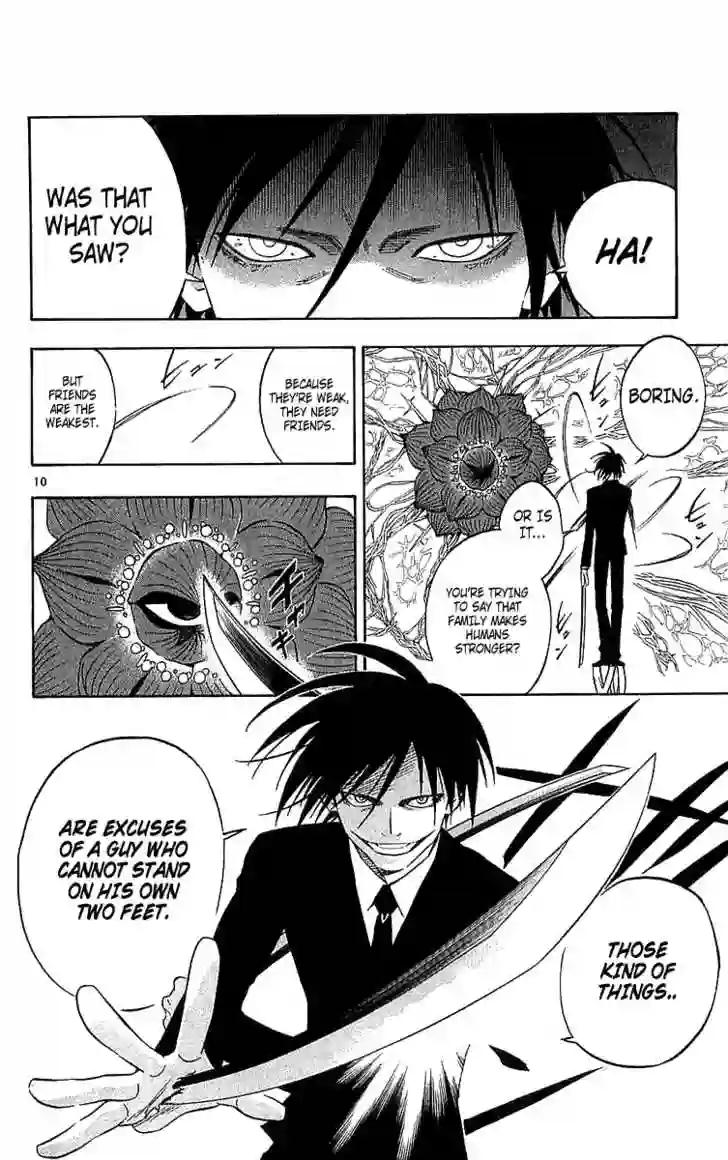 HA!
WAS THAT
WHAT YOU
SAW?
BORING.
OR IS
IT...
YOU'RE TRYING
TO SAY THAT
FAMILY MAKES
HUMANS
STRONGER?
BECAUSE
THEY'RE WEAK,
THEY NEED
FRIENDS.
BUT
FRIENDS
ARE THE
WEAKEST.
10
THOSE
KIND OF
THINGS..
ARE EXCUSES
OF A GUY WHO
CANNOT STAND
ON HIS OWN
TWO FEET.